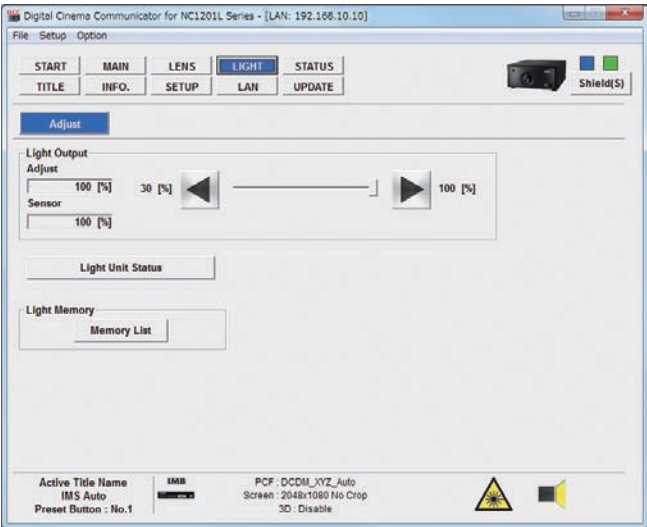 Digital Cinema Communicator for NC1201L Series - [LAN: 192.168.10.10]
File Setup Option
START MAIN LENS LIGHT STATUS
TITLE INFO. SETUP LAN UPDATE
Shield(S)
Adjust
Light Output
Adjust
100 [%] 30 [%] 100 [%]
Sensor
100 [%]
Light Unit Status
Light Memory
Memory List
Active Title Name
IMS Auto
Preset Button : No.1
IMB
PCF : DCDM_XYZ_Auto
Screen : 2048x1080 No Crop
3D : Disable